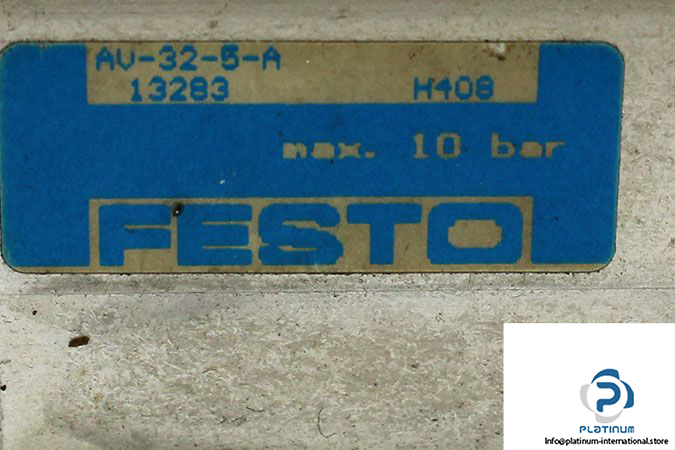 AV-32-5-A
13283 H408
max. 10 bar
FESTO
PLATINUM
Info@platinum-international.store